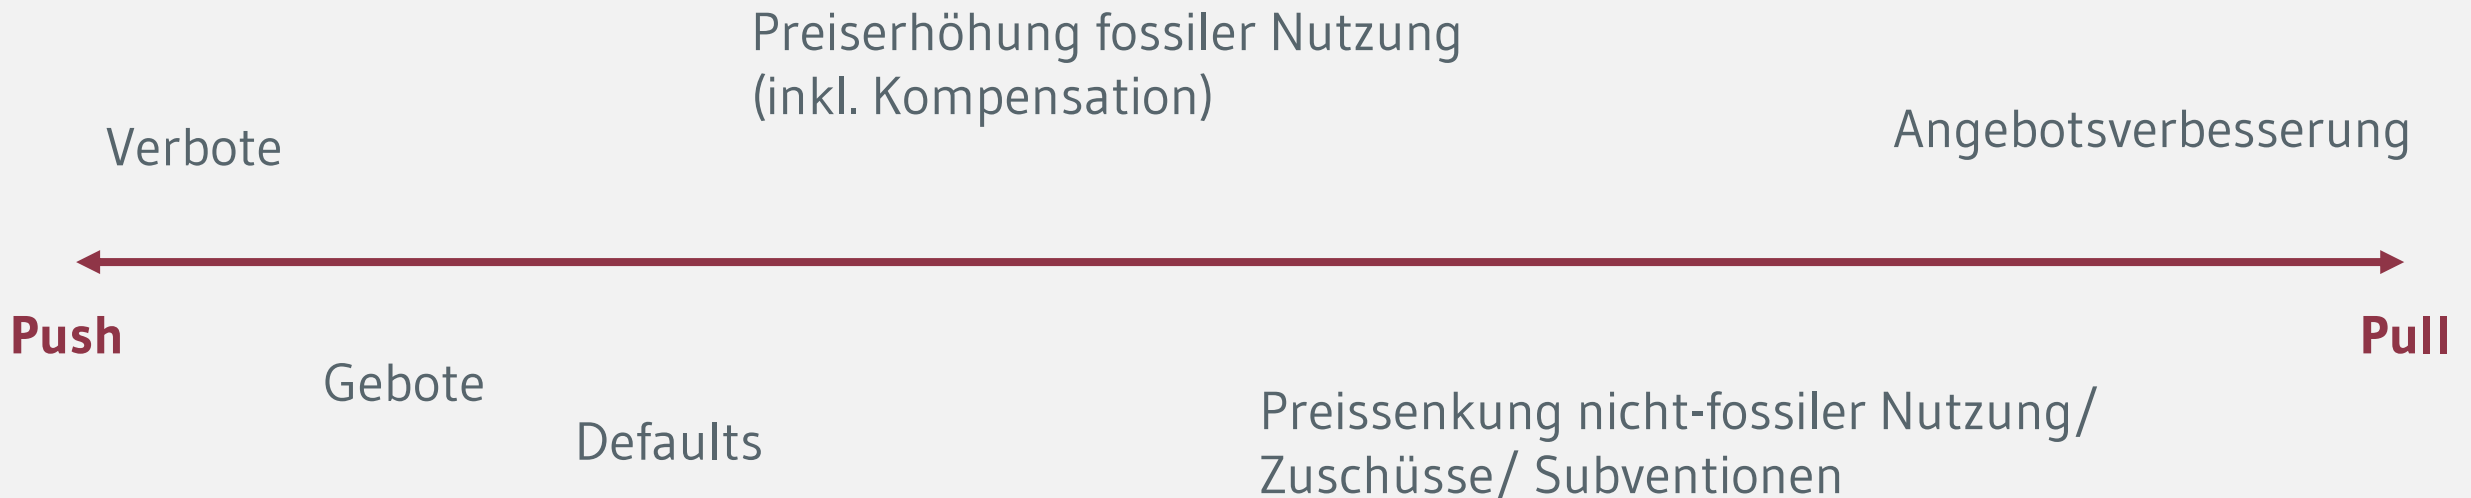 Preiserhöhung fossiler Nutzung
(inkl. Kompensation)
Verbote
Angebotsverbesserung
Push
Pull
Gebote
Defaults
Preissenkung nicht-fossiler Nutzung/
Zuschüsse/ Subventionen